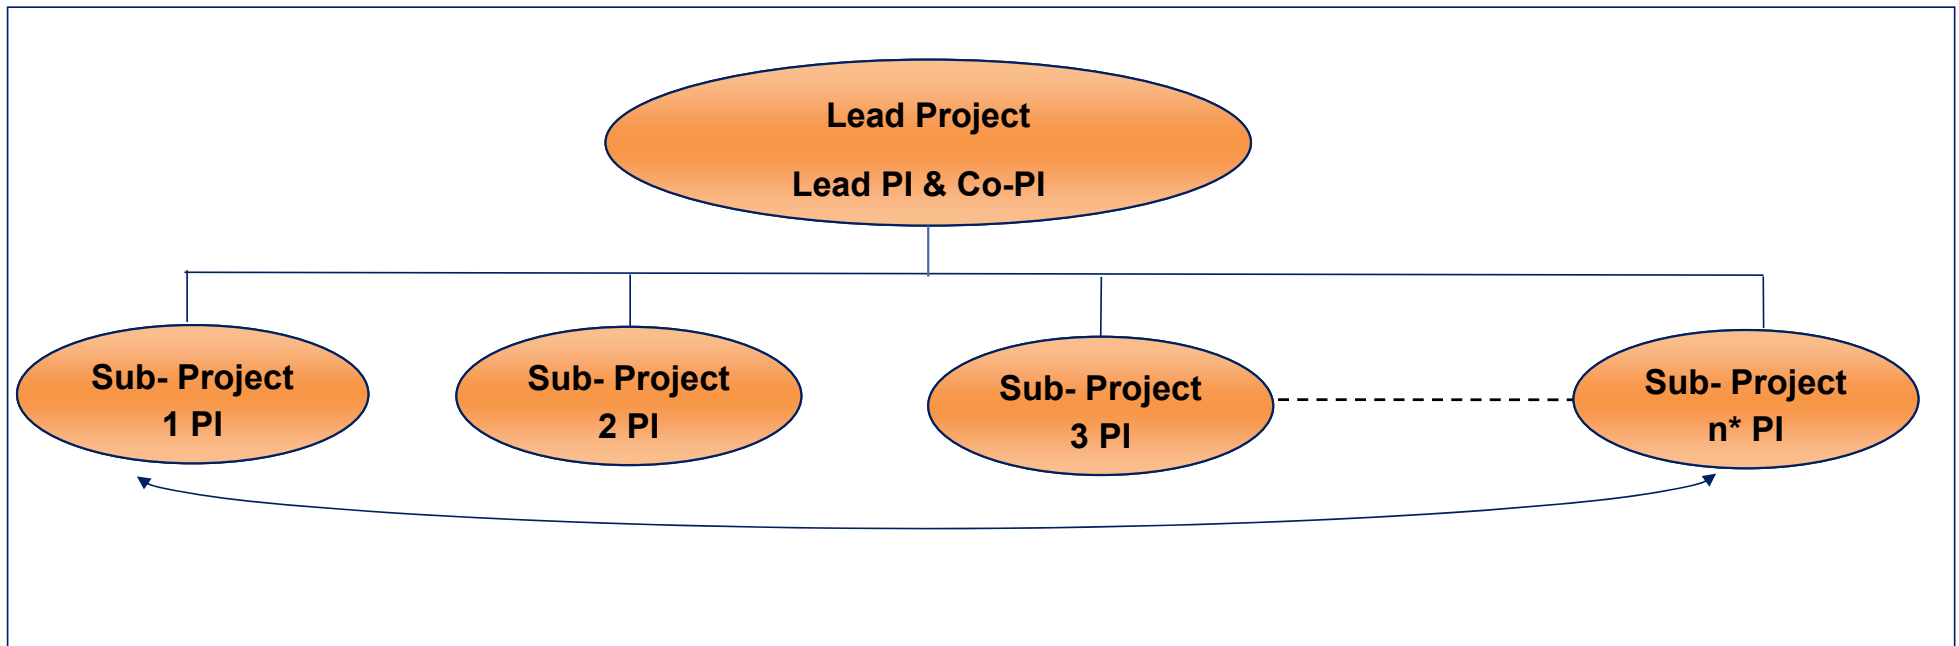 Lead Project
Lead PI & Co-PI
Sub- Project
1 PI
Sub- Project
2 PI
Sub- Project
3 PI
Sub- Project
n* PI